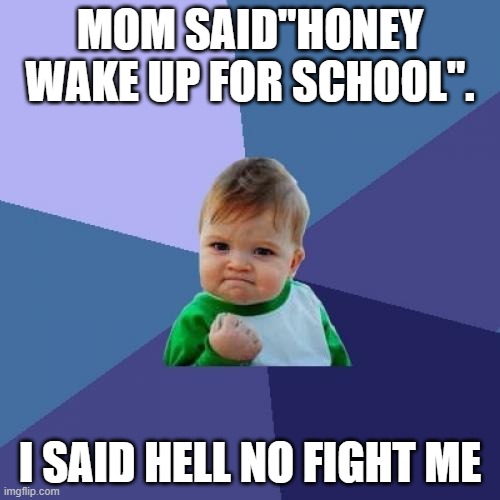 MOM SAID"HONEY
WAKE UP FOR SCHOOL".
I SAID HELL NO FIGHT ME
imgflip.com